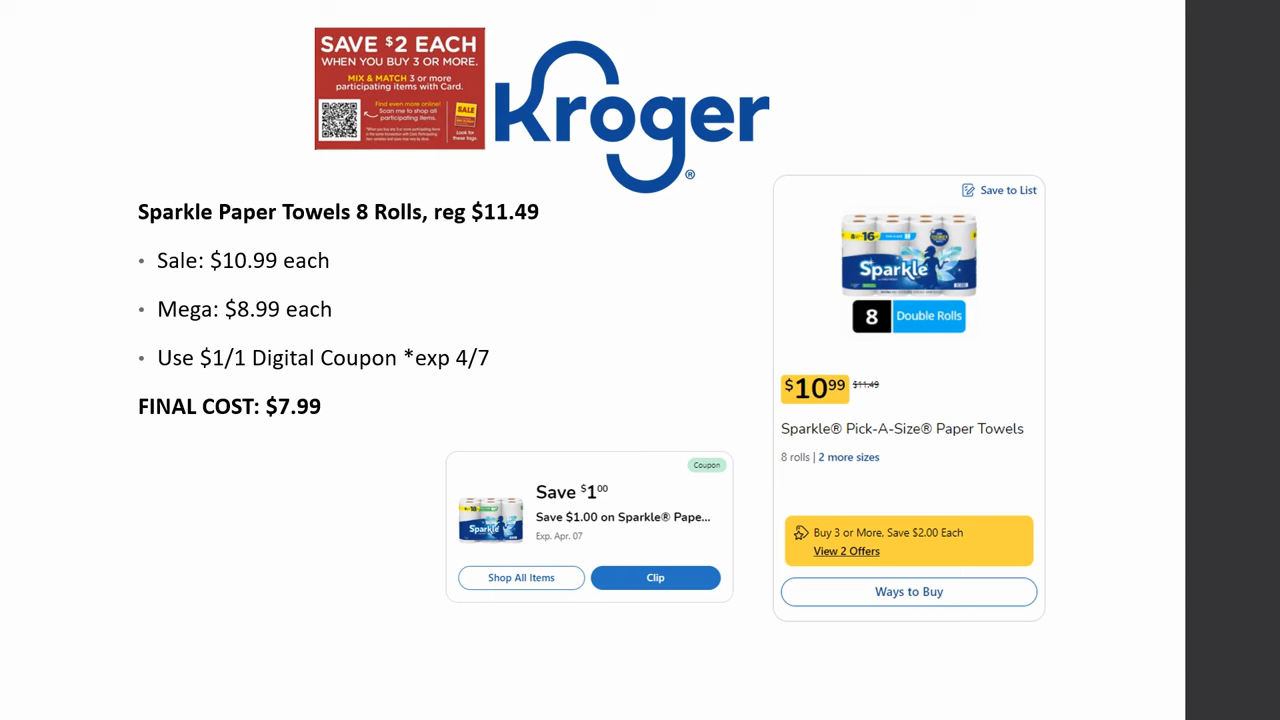 SAVE $2 EACH
WHEN YOU BUY 3 OR MORE.
MIX & MATCH 3 or more
participating items with Card.
Find even more online!
Scan me to shop all
participating items.
SALE
Look for
these tags.
Kroger®
Sparkle Paper Towels 8 Rolls, reg $11.49
• Sale: $10.99 each
• Mega: $8.99 each
• Use $1/1 Digital Coupon *exp 4/7
FINAL COST: $7.99
Coupon
Save $1.00
Save $1.00 on Sparkle® Pape...
Exp. Apr. 07
Shop All Items
Clip
Save to List
16
Sparkle
8 Double Rolls
$10.99 $11.49
Sparkle® Pick-A-Size® Paper Towels
8 rolls | 2 more sizes
Buy 3 or More, Save $2.00 Each
View 2 Offers
Ways to Buy